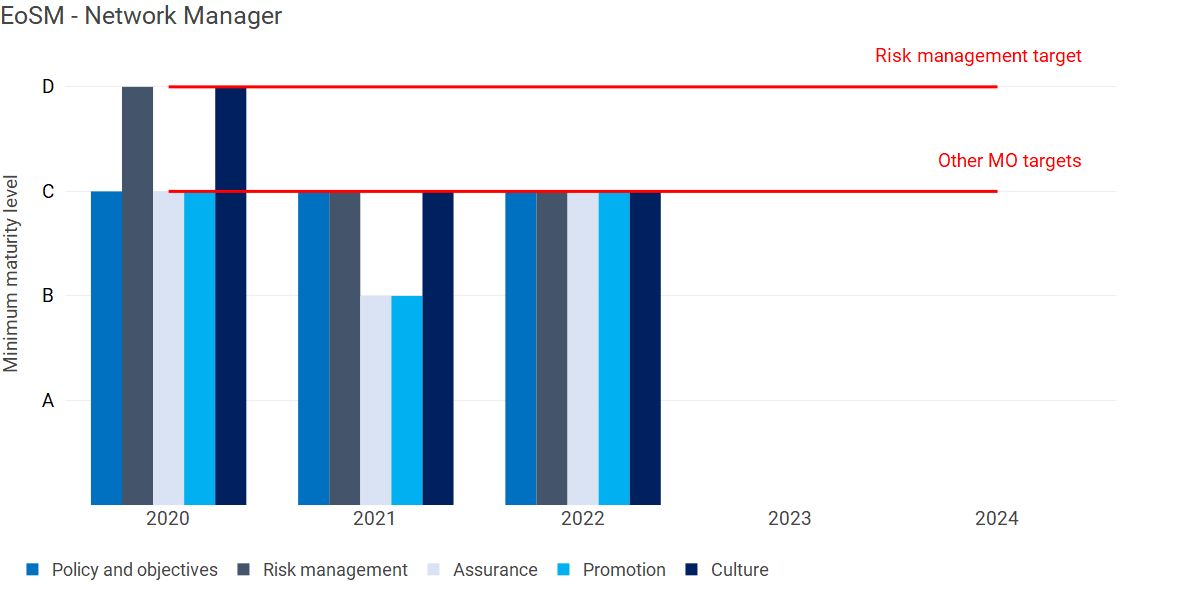 EoSM - Network Manager
Risk management target
D
Other MO targets
C
Minimum maturity level
B
A
2020 2021 2022 2023 2024
Policy and objectives Risk management Assurance Promotion Culture